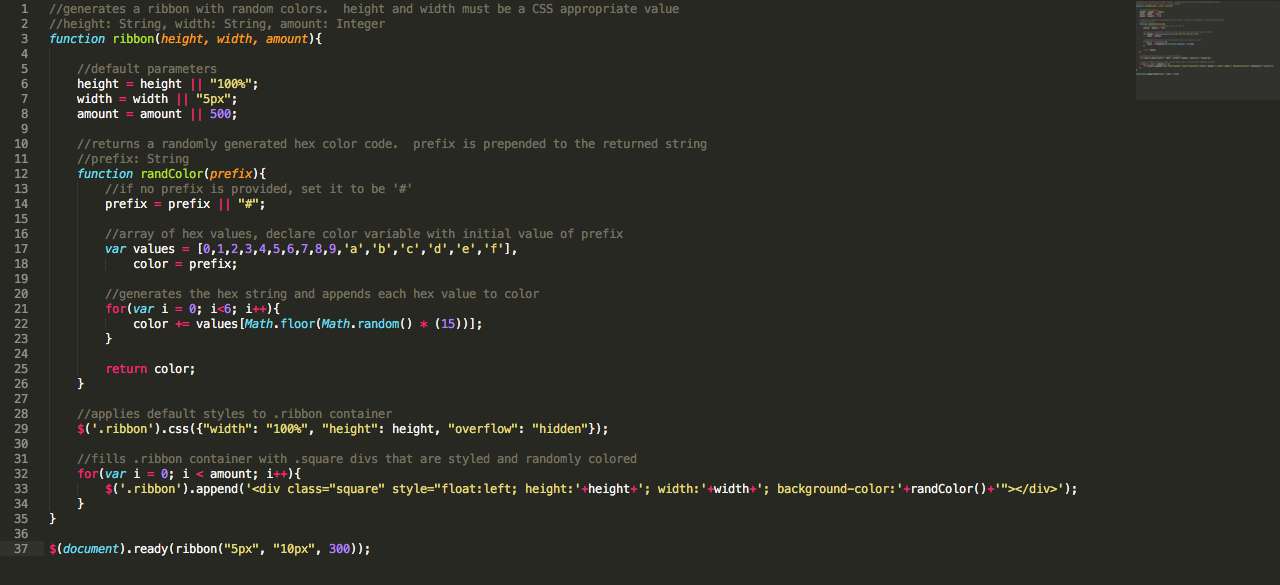 1 //generates a ribbon with random colors.  height and width must be a CSS appropriate value
2 //height: String, width: String, amount: Integer
3 function ribbon(height, width, amount){
4
5     //default parameters
6     height = height || "100%";
7     width = width || "5px";
8     amount = amount || 500;
9
10     //returns a randomly generated hex color code.  prefix is prepended to the returned string
11     //prefix: String
12     function randColor(prefix){
13         //if no prefix is provided, set it to be '#'
14         prefix = prefix || "#";
15
16         //array of hex values, declare color variable with initial value of prefix
17         var values = [0,1,2,3,4,5,6,7,8,9,'a','b','c','d','e','f'],
18             color = prefix;
19
20         //generates the hex string and appends each hex value to color
21         for(var i = 0; i<6; i++){
22             color += values[Math.floor(Math.random() * (15))];
23         }
24
25         return color;
26     }
27
28     //applies default styles to .ribbon container
29     $('.ribbon').css({"width": "100%", "height": height, "overflow": "hidden"});
30
31     //fills .ribbon container with .square divs that are styled and randomly colored
32     for(var i = 0; i < amount; i++){
33         $('.ribbon').append('<div class="square" style="float:left; height:'+height+'; width:'+width+'; background-color:'+randColor()+'"></div>');
34     }
35 }
36
37 $(document).ready(ribbon("5px", "10px", 300));